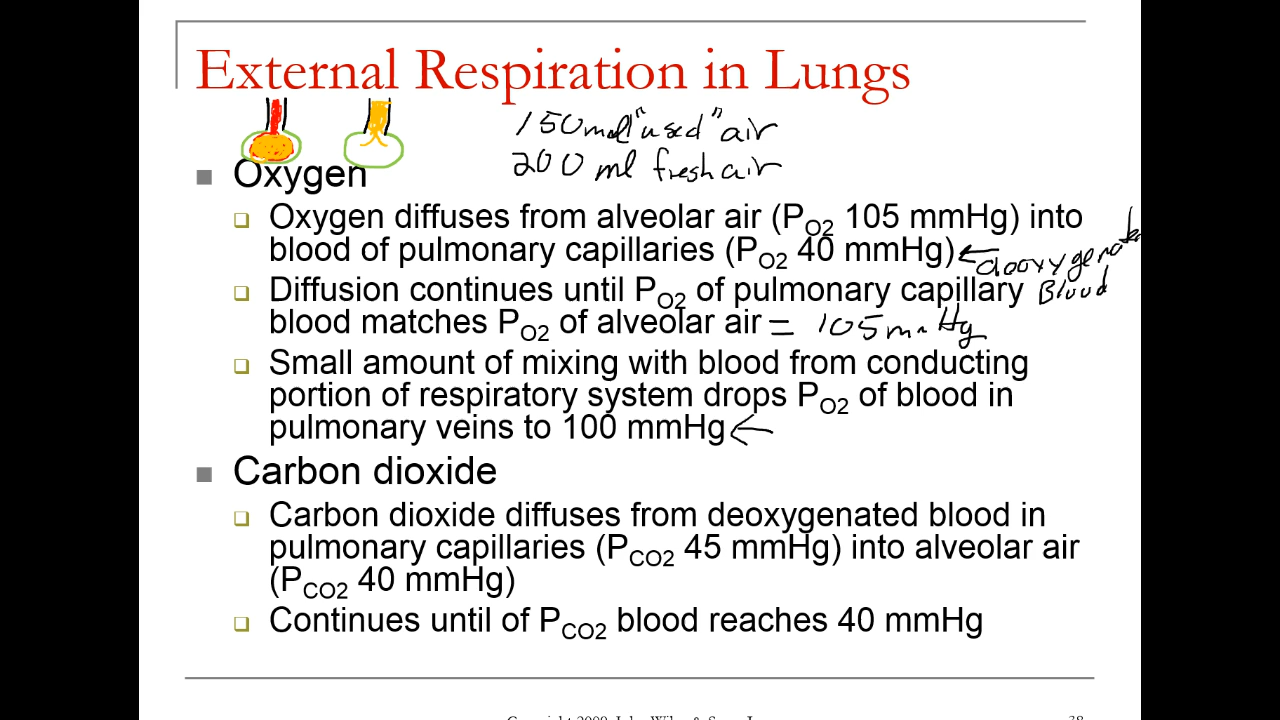 External Respiration in Lungs
150 ml "used" air
200 ml fresh air
Oxygen
Oxygen diffuses from alveolar air (PO2 105 mmHg) into
blood of pulmonary capillaries (PO2 40 mmHg) ← deoxygenated
Blood
Diffusion continues until PO2 of pulmonary capillary
blood matches PO2 of alveolar air = 105 mmHg
Small amount of mixing with blood from conducting
portion of respiratory system drops PO2 of blood in
pulmonary veins to 100 mmHg ←
Carbon dioxide
Carbon dioxide diffuses from deoxygenated blood in
pulmonary capillaries (PCO2 45 mmHg) into alveolar air
(PCO2 40 mmHg)
Continues until of PCO2 blood reaches 40 mmHg